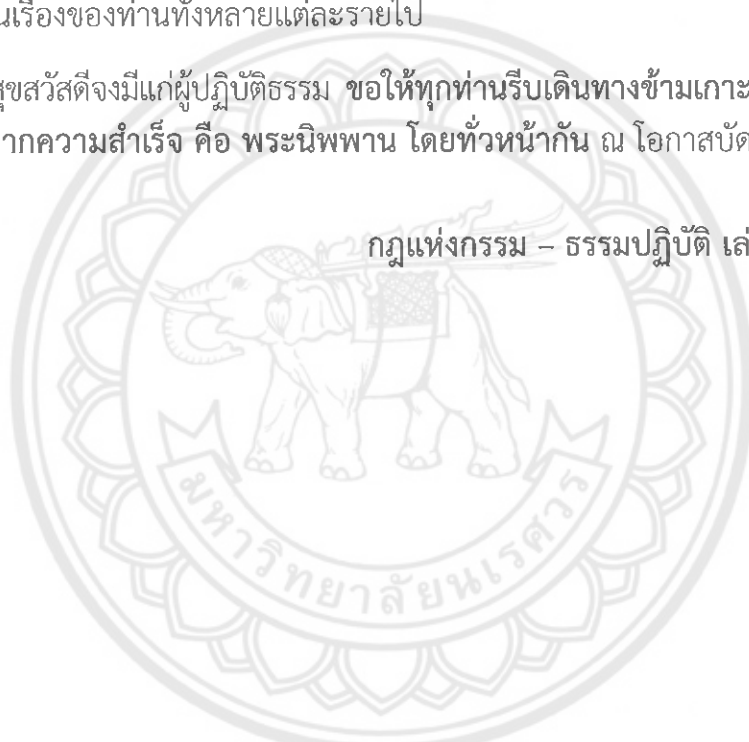 นเรื่องของท่านทั้งหลายแต่ละรายไป
สุขสวัสดีจงมีแก่ผู้ปฏิบัติธรรม ขอให้ทุกท่านรีบเดินทางข้ามเกาะ
ากความสำเร็จ คือ พระนิพพาน โดยทั่วหน้ากัน ณ โอกาสบัด
กฎแห่งกรรม – ธรรมปฏิบัติ เล่
มหาวิทยาลัยนเรศวร